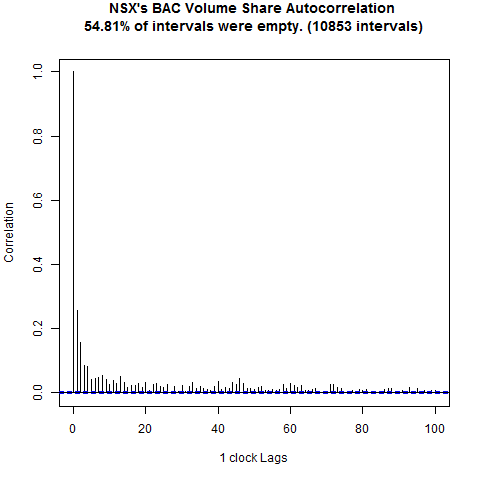 NSX's BAC Volume Share Autocorrelation
54.81% of intervals were empty. (10853 intervals)
1.0
0.8
0.6
0.4
0.2
0.0
Correlation
0 20 40 60 80 100
1 clock Lags